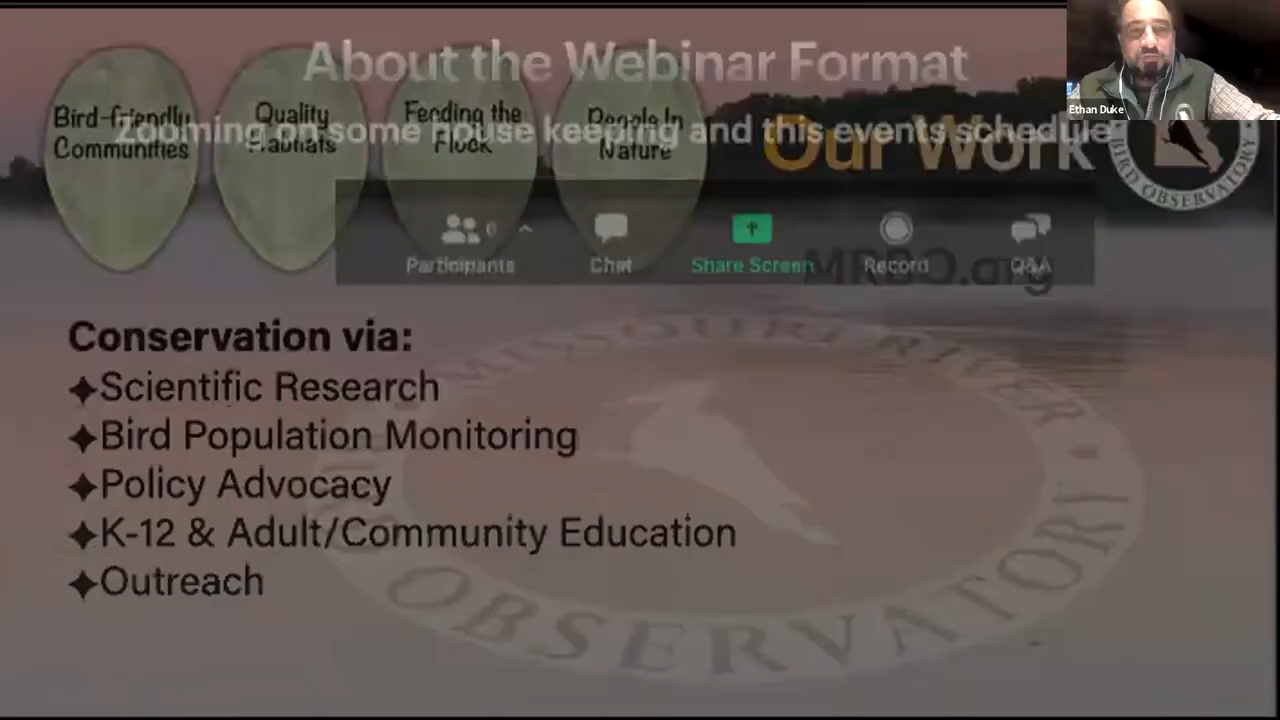 About the Webinar Format
Zooming on some house keeping and this events schedule
Bird-friendly
Communities
Quality
Habitats
Feeding the
Flock
People In
Nature
Our Work
Ethan Duke
BIRD OBSERVATORY
Participants
0
Chat
Share Screen
Record
Q&A
MRBO.org
Conservation via:
Scientific Research
Bird Population Monitoring
Policy Advocacy
K-12 & Adult/Community Education
Outreach
MISSOURI RIVER
OBSERVATORY